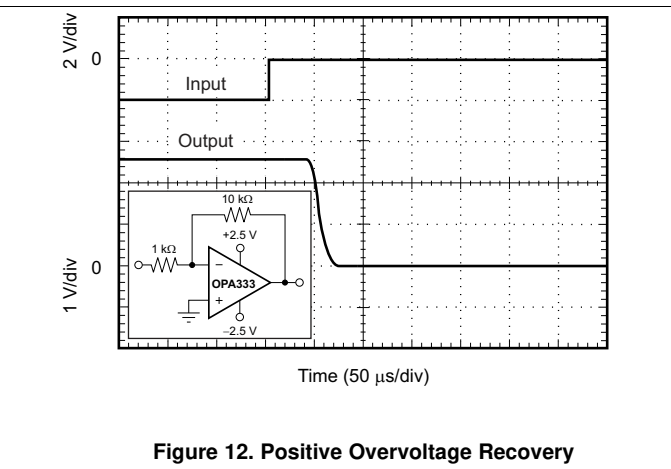 2 V/div
0
Input
Output
10 kΩ
+2.5 V
1 kΩ
−
OPA333
+
−2.5 V
1 V/div
0
Time (50 μs/div)
Figure 12. Positive Overvoltage Recovery